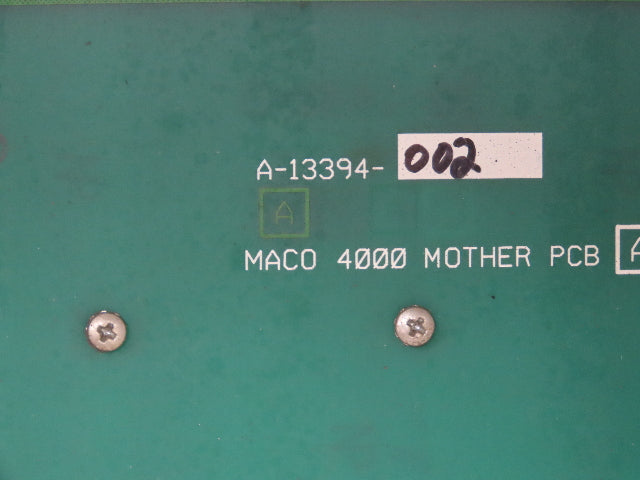 A-13394- 002
A
MACO 4000 MOTHER PCB A